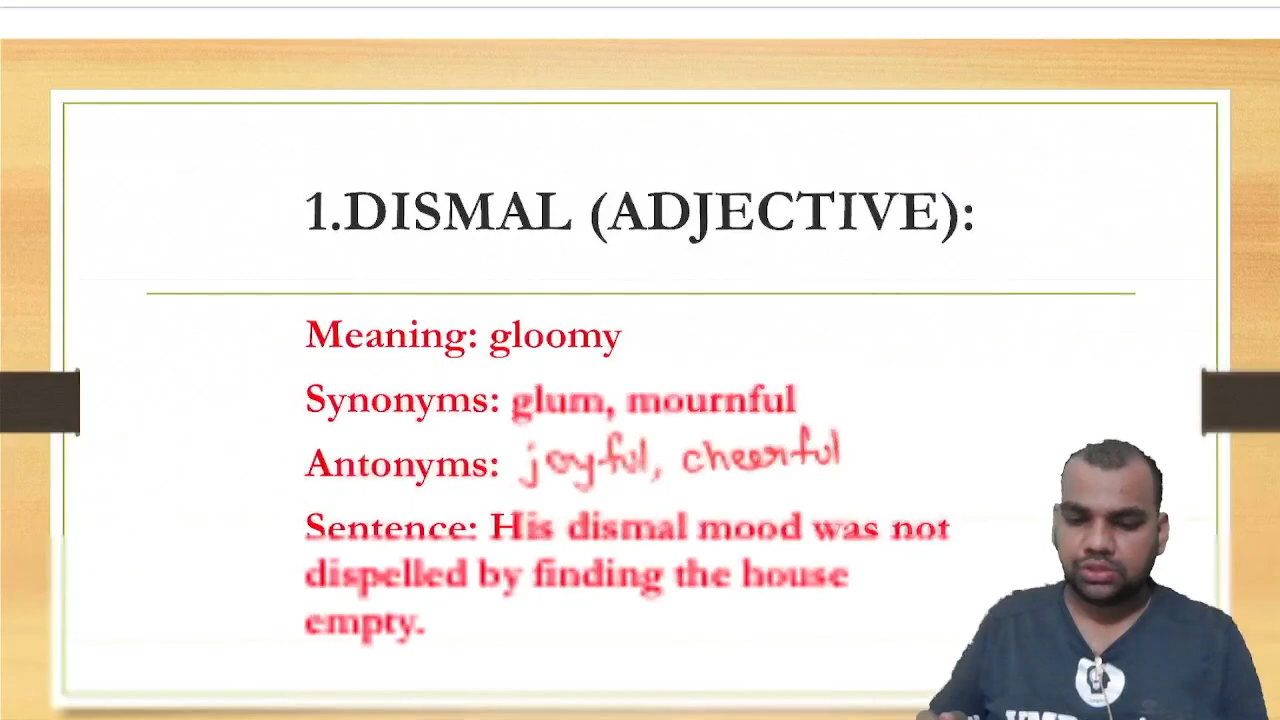 1.DISMAL (ADJECTIVE):
Meaning: gloomy
Synonyms: glum, mournful
Antonyms: joyful, cheerful
Sentence: His dismal mood was not
dispelled by finding the house
empty.